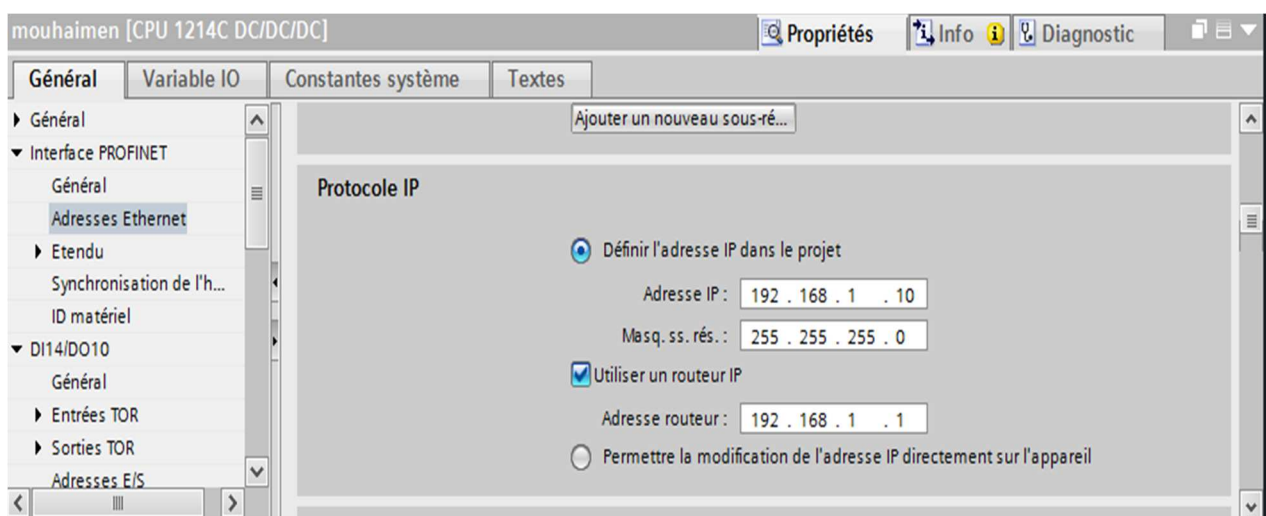 mouhaimen [CPU 1214C DC/DC/DC]
Propriétés
Info
Diagnostic
Général
Variable IO
Constantes système
Textes
Général
Interface PROFINET
Général
Adresses Ethernet
Etendu
Synchronisation de l'h...
ID matériel
DI14/DO10
Général
Entrées TOR
Sorties TOR
Adresses E/S
Ajouter un nouveau sous-ré...
Protocole IP
Définir l'adresse IP dans le projet
Adresse IP : 192 . 168 . 1 . 10
Masq. ss. rés. : 255 . 255 . 255 . 0
Utiliser un routeur IP
Adresse routeur : 192 . 168 . 1 . 1
Permettre la modification de l'adresse IP directement sur l'appareil